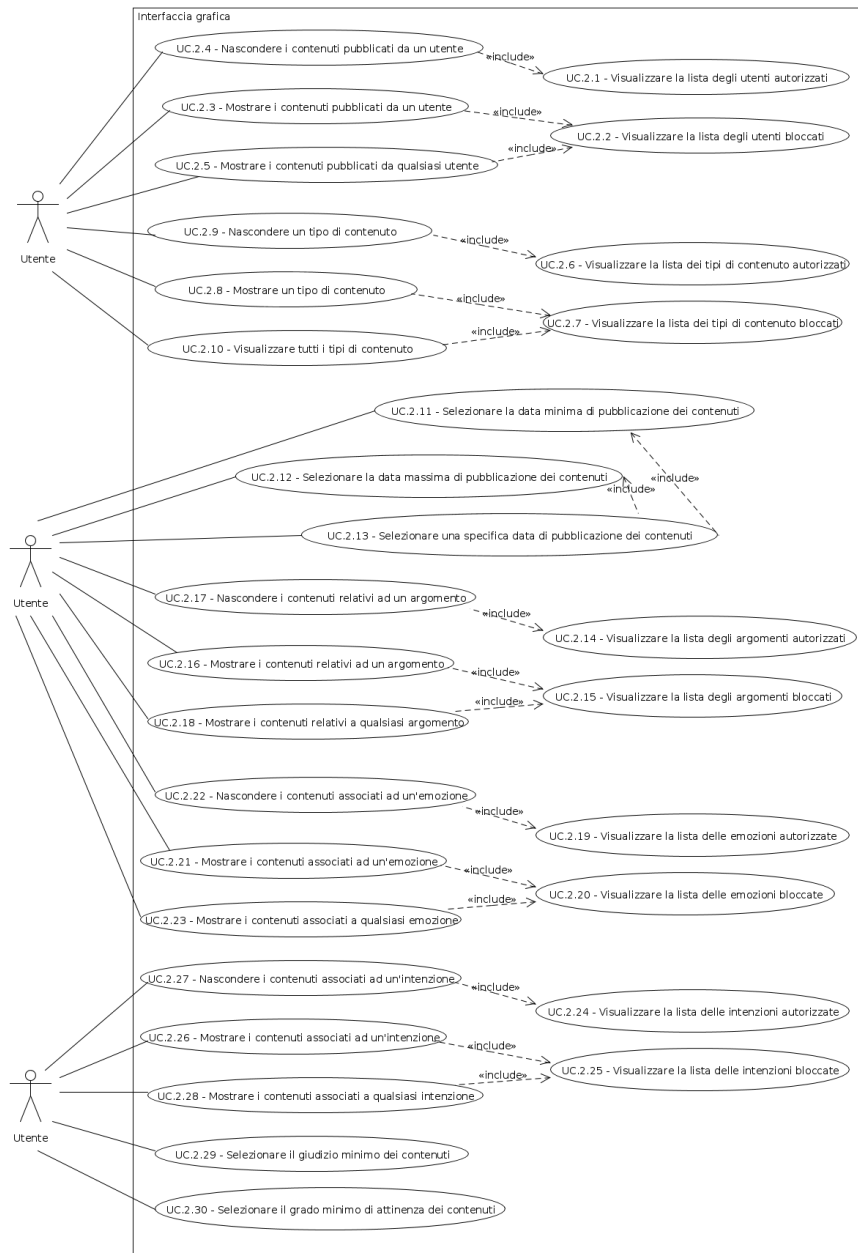 Interfaccia grafica
UC.2.4 - Nascondere i contenuti pubblicati da un utente
«include»
UC.2.1 - Visualizzare la lista degli utenti autorizzati
UC.2.3 - Mostrare i contenuti pubblicati da un utente
«include»
UC.2.2 - Visualizzare la lista degli utenti bloccati
«include»
UC.2.5 - Mostrare i contenuti pubblicati da qualsiasi utente
UC.2.9 - Nascondere un tipo di contenuto
«include»
Utente
UC.2.6 - Visualizzare la lista dei tipi di contenuto autorizzati
UC.2.8 - Mostrare un tipo di contenuto
«include»
UC.2.7 - Visualizzare la lista dei tipi di contenuto bloccati
«include»
UC.2.10 - Visualizzare tutti i tipi di contenuto
UC.2.11 - Selezionare la data minima di pubblicazione dei contenuti
UC.2.12 - Selezionare la data massima di pubblicazione dei contenuti
«include»
«include»
UC.2.13 - Selezionare una specifica data di pubblicazione dei contenuti
UC.2.17 - Nascondere i contenuti relativi ad un argomento
Utente
«include»
UC.2.14 - Visualizzare la lista degli argomenti autorizzati
UC.2.16 - Mostrare i contenuti relativi ad un argomento
«include»
UC.2.15 - Visualizzare la lista degli argomenti bloccati
«include»
UC.2.18 - Mostrare i contenuti relativi a qualsiasi argomento
UC.2.22 - Nascondere i contenuti associati ad un'emozione
«include»
UC.2.19 - Visualizzare la lista delle emozioni autorizzate
UC.2.21 - Mostrare i contenuti associati ad un'emozione
«include»
UC.2.20 - Visualizzare la lista delle emozioni bloccate
«include»
UC.2.23 - Mostrare i contenuti associati a qualsiasi emozione
UC.2.27 - Nascondere i contenuti associati ad un'intenzione
«include»
UC.2.24 - Visualizzare la lista delle intenzioni autorizzate
UC.2.26 - Mostrare i contenuti associati ad un'intenzione
«include»
UC.2.25 - Visualizzare la lista delle intenzioni bloccate
«include»
UC.2.28 - Mostrare i contenuti associati a qualsiasi intenzione
Utente
UC.2.29 - Selezionare il giudizio minimo dei contenuti
UC.2.30 - Selezionare il grado minimo di attinenza dei contenuti